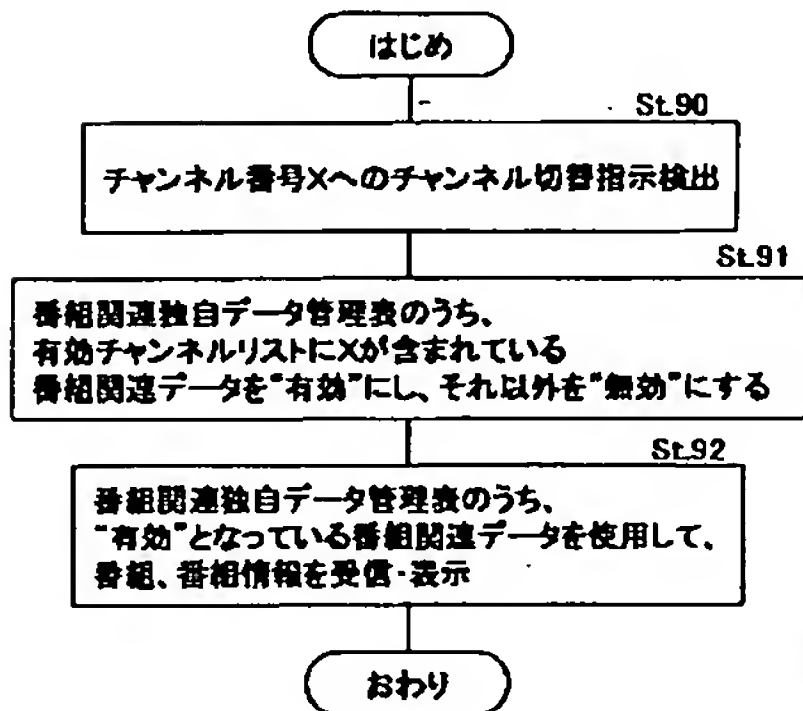 はじめ
St.90
チャンネル番号Xへのチャンネル切替指示検出
St.91
番組関連独自データ管理表のうち、
有効チャンネルリストにXが含まれている
番組関連データを“有効”にし、それ以外を“無効”にする
St.92
番組関連独自データ管理表のうち、
“有効”となっている番組関連データを使用して、
番組、番組情報を受信・表示
おわり